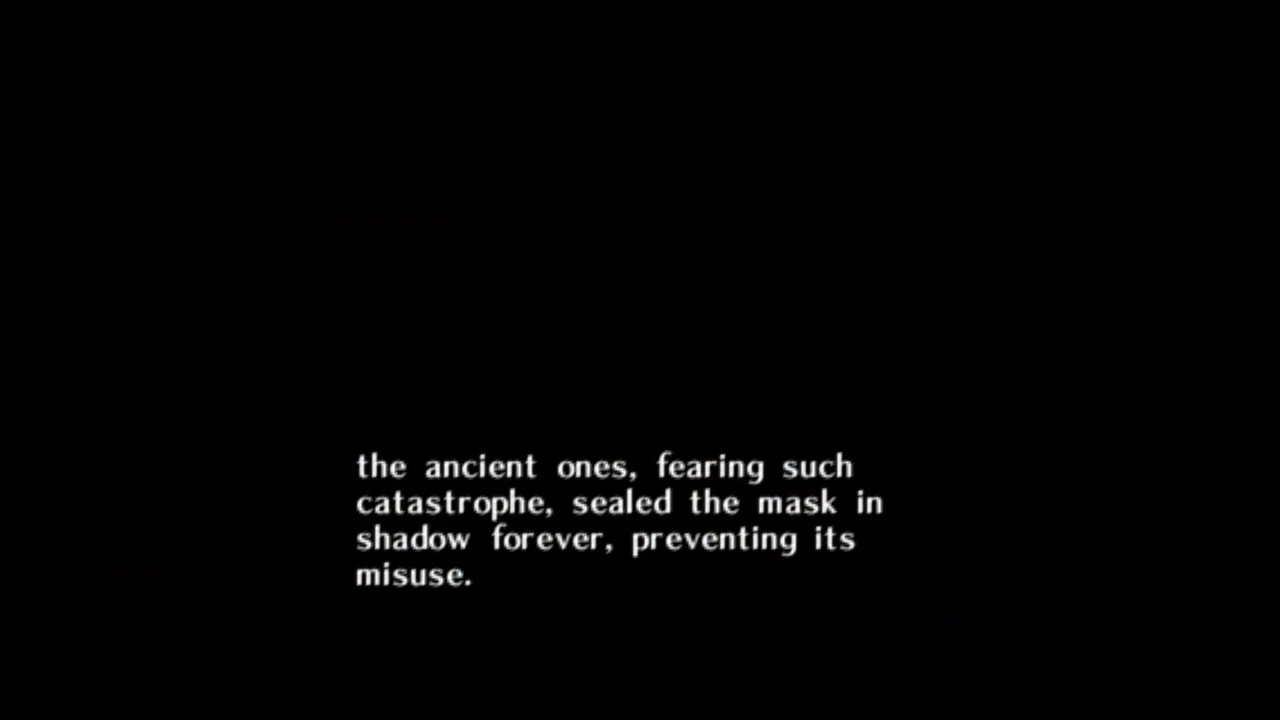 the ancient ones, fearing such
catastrophe, sealed the mask in
shadow forever, preventing its
misuse.